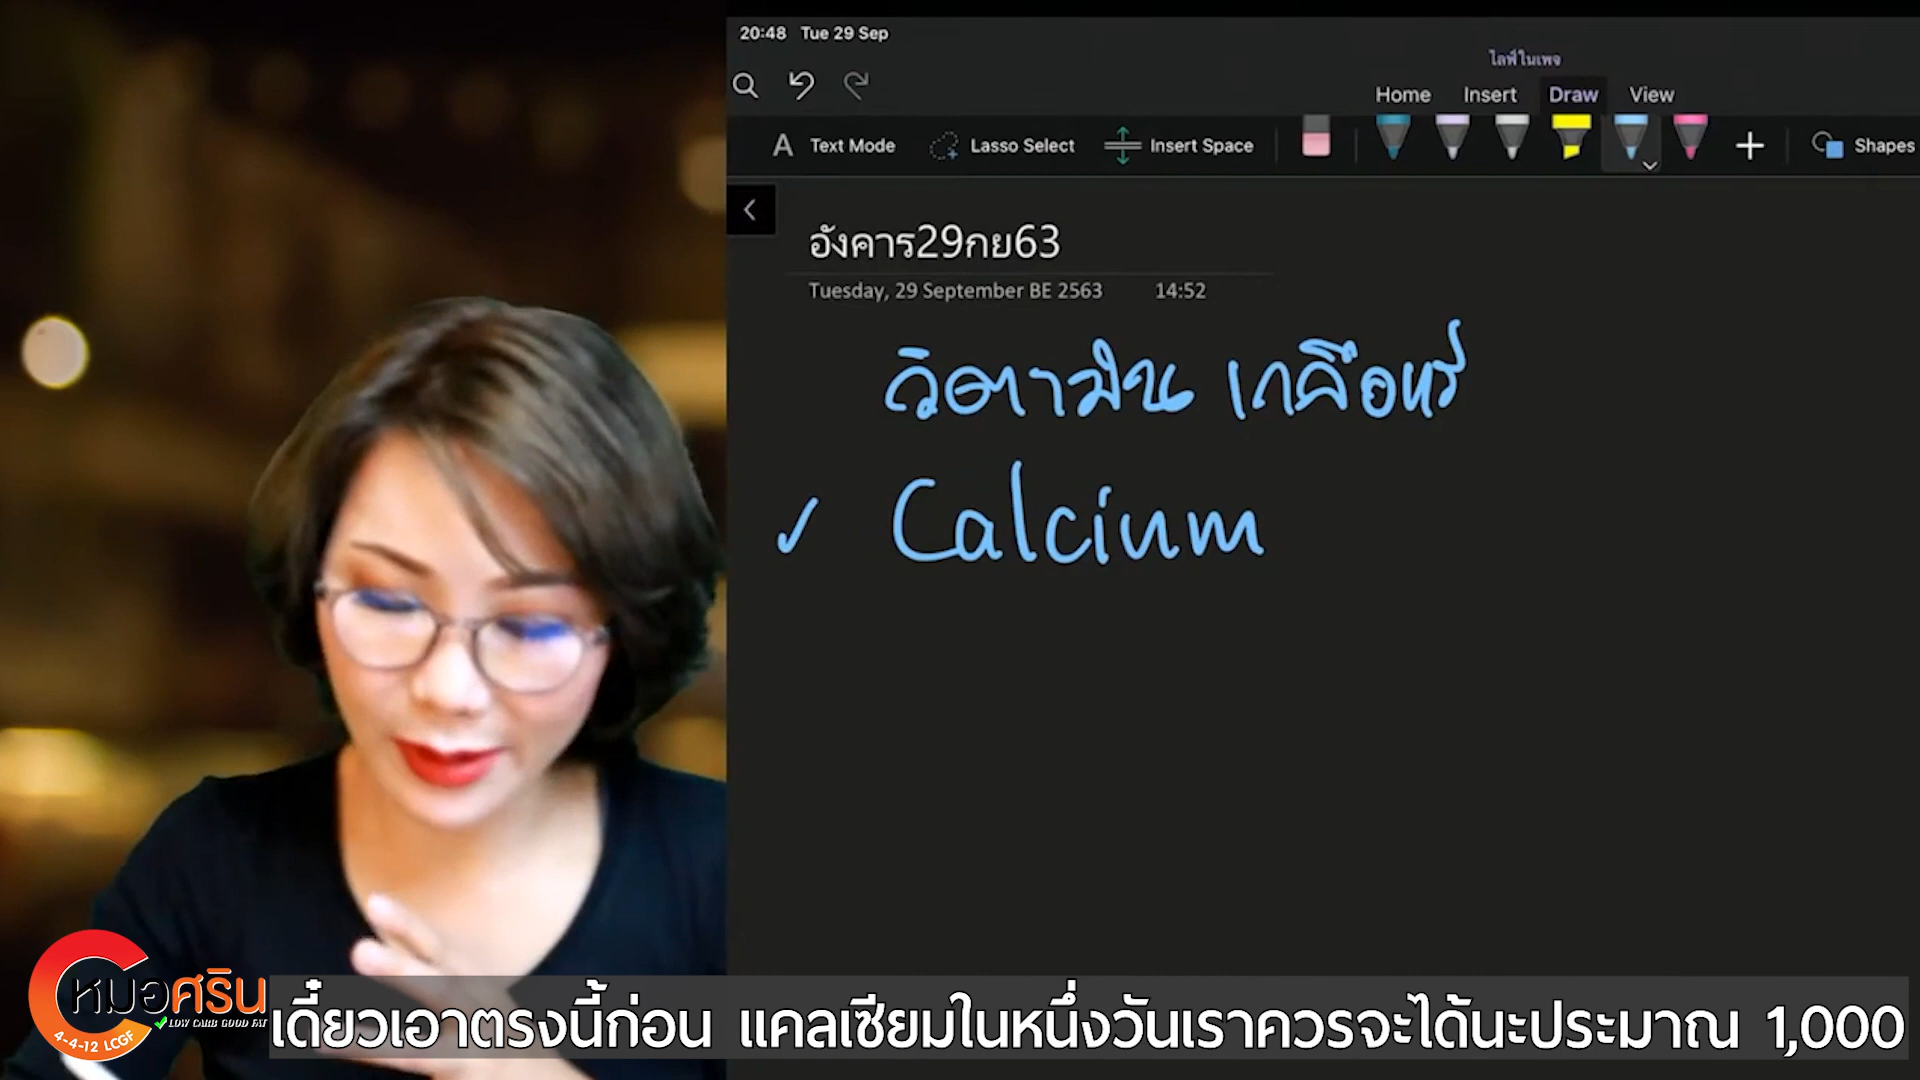 20:48 Tue 29 Sep
ไลฟ์ในเพจ
Home Insert Draw View
A Text Mode Lasso Select Insert Space Shapes
อังคาร29กย63
Tuesday, 29 September BE 2563 14:52
วิตามิน เกลือแร่
✓ Calcium
หมอศริน
✓LOW CARB GOOD FAT
4-4-12 LCGF
เดี๋ยวเอาตรงนี้ก่อน แคลเซียมในหนึ่งวันเราควรจะได้นะประมาณ 1,000